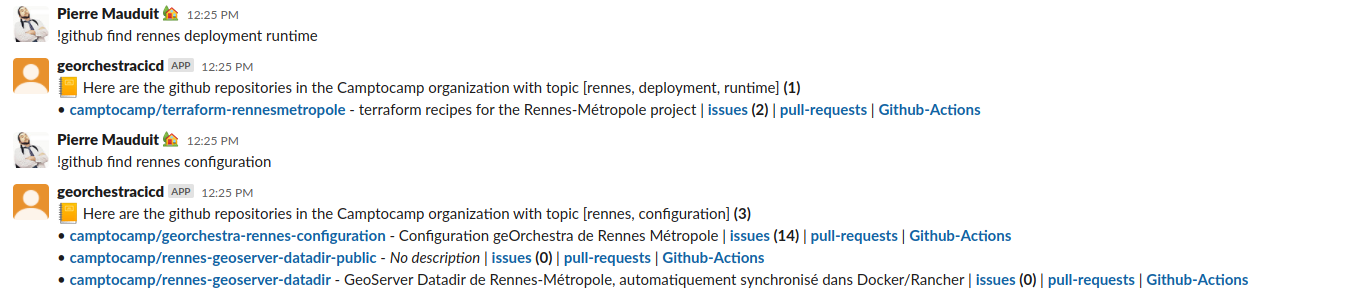 Pierre Mauduit 12:25 PM
!github find rennes deployment runtime
georchestracicd APP 12:25 PM
Here are the github repositories in the Camptocamp organization with topic [rennes, deployment, runtime] (1)
• camptocamp/terraform-rennesmetropole - terraform recipes for the Rennes-Métropole project | issues (2) | pull-requests | Github-Actions
Pierre Mauduit 12:25 PM
!github find rennes configuration
georchestracicd APP 12:25 PM
Here are the github repositories in the Camptocamp organization with topic [rennes, configuration] (3)
• camptocamp/georchestra-rennes-configuration - Configuration geOrchestra de Rennes Métropole | issues (14) | pull-requests | Github-Actions
• camptocamp/rennes-geoserver-datadir-public - No description | issues (0) | pull-requests | Github-Actions
• camptocamp/rennes-geoserver-datadir - GeoServer Datadir de Rennes-Métropole, automatiquement synchronisé dans Docker/Rancher | issues (0) | pull-requests | Github-Actions